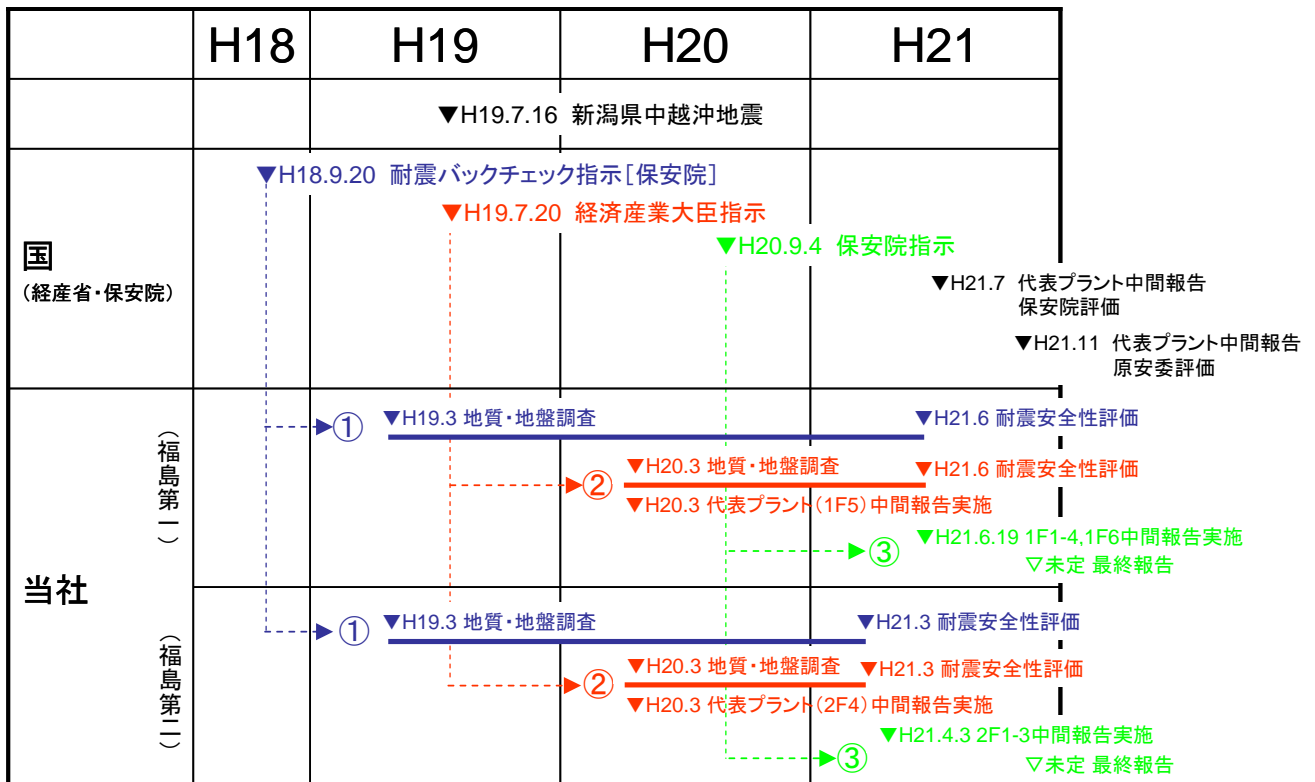 H18 H19 H20 H21
▼H19.7.16 新潟県中越沖地震
国
（経産省・保安院）
▼H18.9.20 耐震バックチェック指示［保安院］
▼H19.7.20 経済産業大臣指示
▼H20.9.4 保安院指示
▼H21.7 代表プラント中間報告
保安院評価
▼H21.11 代表プラント中間報告
原安委評価
当社
（福島第一）
① ▼H19.3 地質・地盤調査 ▼H21.6 耐震安全性評価
② ▼H20.3 地質・地盤調査 ▼H21.6 耐震安全性評価
▼H20.3 代表プラント（1F5）中間報告実施
③ ▼H21.6.19 1F1-4,1F6中間報告実施
▽未定 最終報告
（福島第二）
① ▼H19.3 地質・地盤調査 ▼H21.3 耐震安全性評価
② ▼H20.3 地質・地盤調査 ▼H21.3 耐震安全性評価
▼H20.3 代表プラント（2F4）中間報告実施
③ ▼H21.4.3 2F1-3中間報告実施
▽未定 最終報告